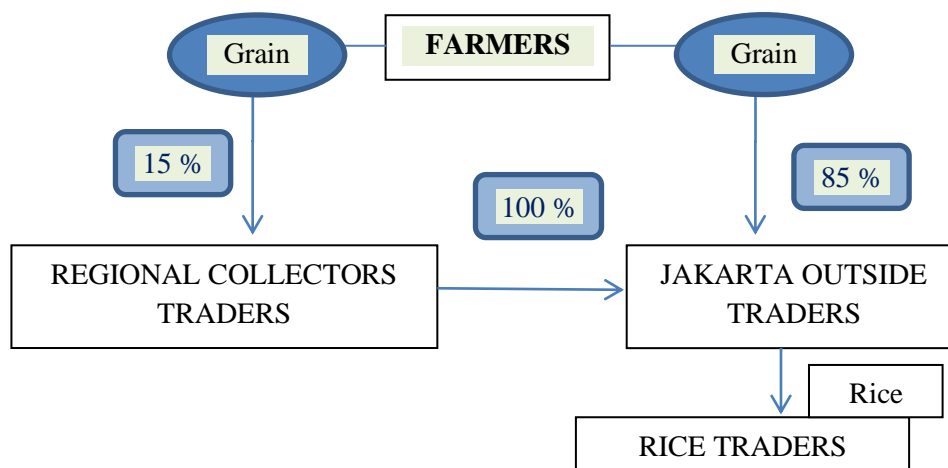 Grain
FARMERS
Grain
15 %
85 %
100 %
REGIONAL COLLECTORS
TRADERS
JAKARTA OUTSIDE
TRADERS
Rice
RICE TRADERS